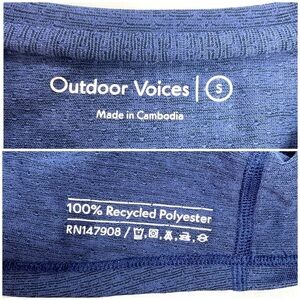 Outdoor Voices | S
Made in Cambodia
100% Recycled Polyester
RN147908 /